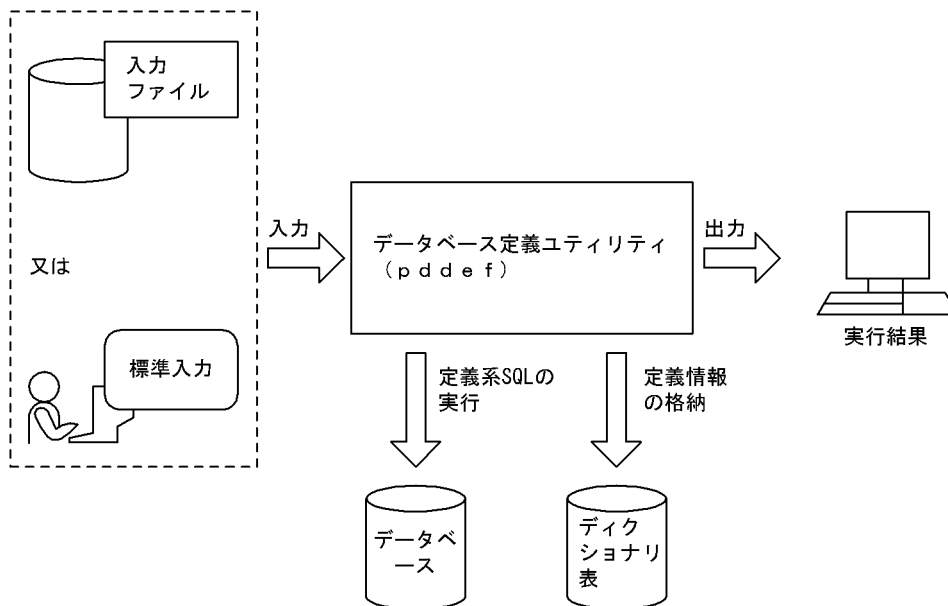 入力
ファイル
又は
標準入力
入力
データベース定義ユティリティ
（ｐｄｄｅｆ）
出力
実行結果
定義系SQLの
実行
定義情報
の格納
データベ
ース
ディク
ショナリ
表